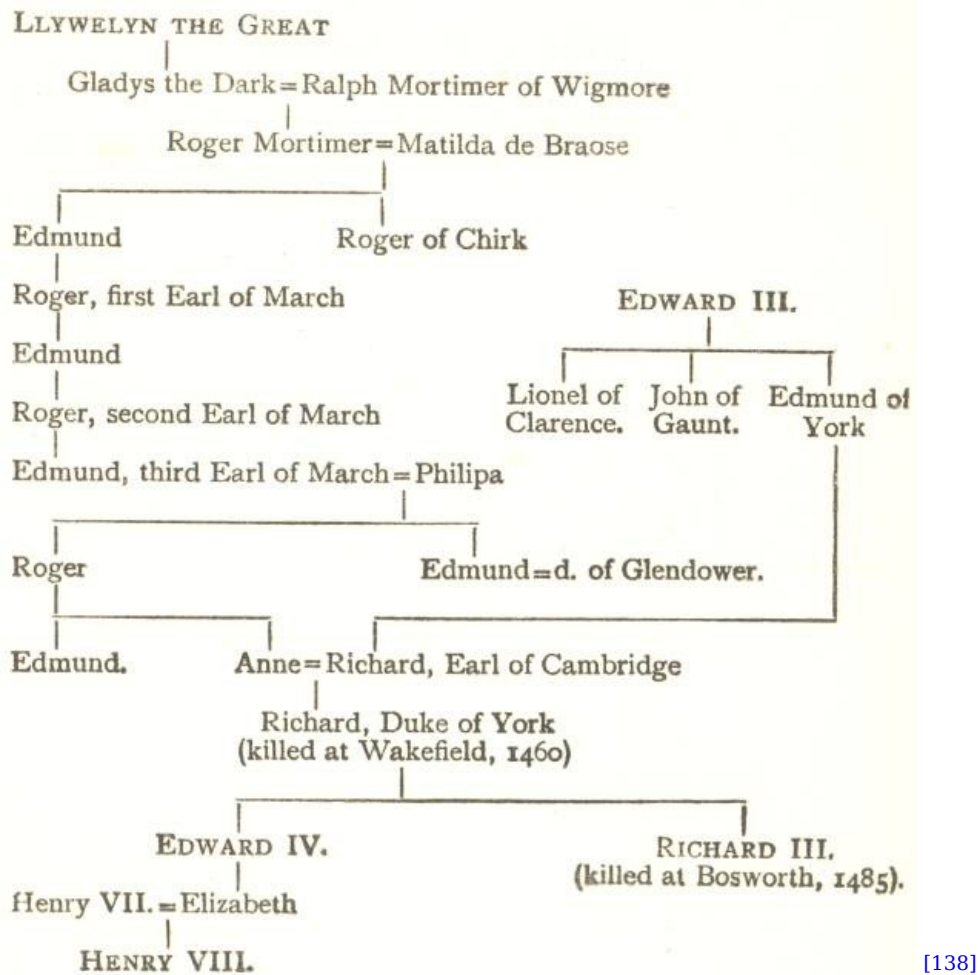 LLYWELYN THE GREAT
Gladys the Dark=Ralph Mortimer of Wigmore
Roger Mortimer=Matilda de Braose
Edmund Roger of Chirk
Roger, first Earl of March
EDWARD III.
Edmund
Lionel of Clarence. John of Gaunt. Edmund of York
Roger, second Earl of March
Edmund, third Earl of March=Philipa
Roger Edmund=d. of Glendower.
Edmund. Anne=Richard, Earl of Cambridge
Richard, Duke of York
(killed at Wakefield, 1460)
EDWARD IV. RICHARD III.
(killed at Bosworth, 1485).
Henry VII.=Elizabeth
HENRY VIII.
[138]